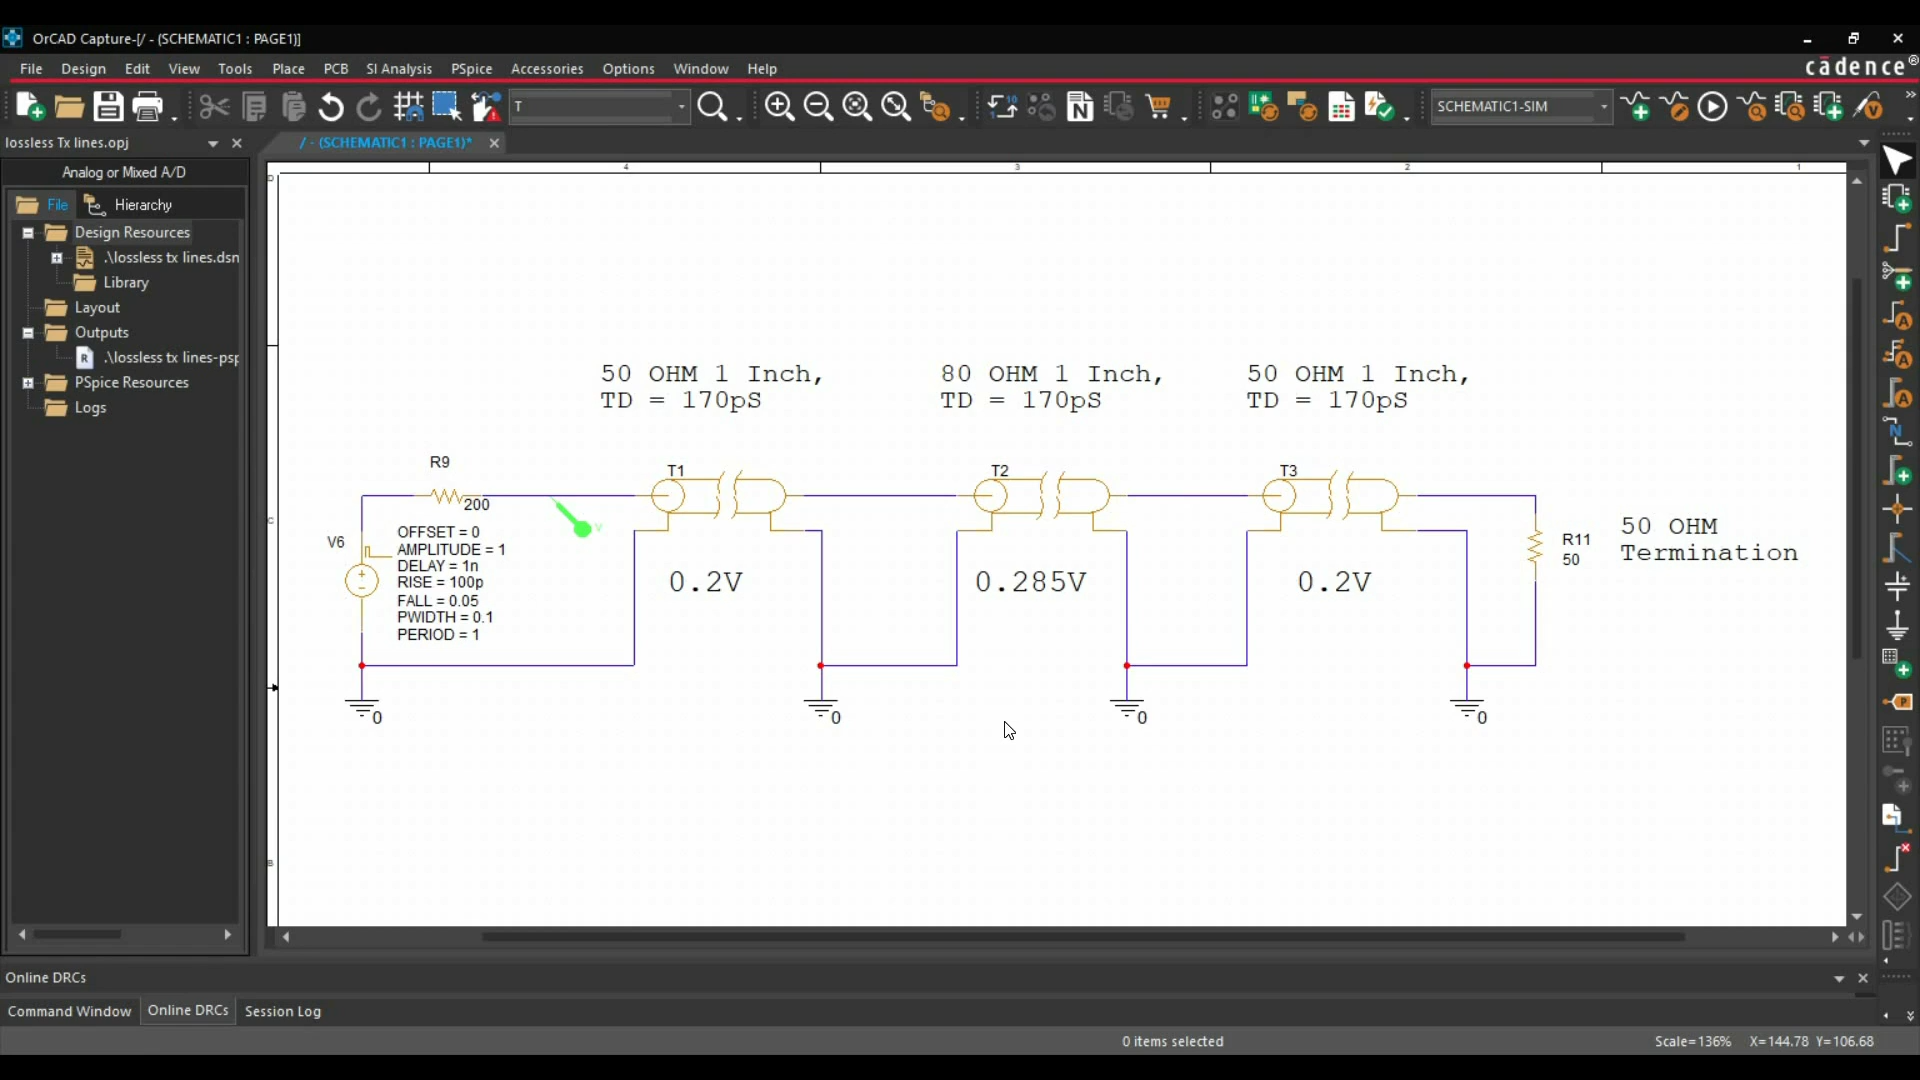 OrCAD Capture-[/ - (SCHEMATIC1 : PAGE1)]
File Design Edit View Tools Place PCB SI Analysis PSpice Accessories Options Window Help
cādence®
T
SCHEMATIC1-SIM
lossless Tx lines.opj
/ - (SCHEMATIC1 : PAGE1)*
Analog or Mixed A/D
File Hierarchy
Design Resources
.\lossless tx lines.dsn
Library
Layout
Outputs
.\lossless tx lines-psp
PSpice Resources
Logs
4 3 2 1
D
C
B
50 OHM 1 Inch,
TD = 170pS
80 OHM 1 Inch,
TD = 170pS
50 OHM 1 Inch,
TD = 170pS
R9
200
T1
T2
T3
V
V6
OFFSET = 0
AMPLITUDE = 1
DELAY = 1n
RISE = 100p
FALL = 0.05
PWIDTH = 0.1
PERIOD = 1
0.2V
0.285V
0.2V
R11
50
50 OHM
Termination
0
0
0
0
Online DRCs
Command Window Online DRCs Session Log
0 items selected
Scale=136% X=144.78 Y=106.68